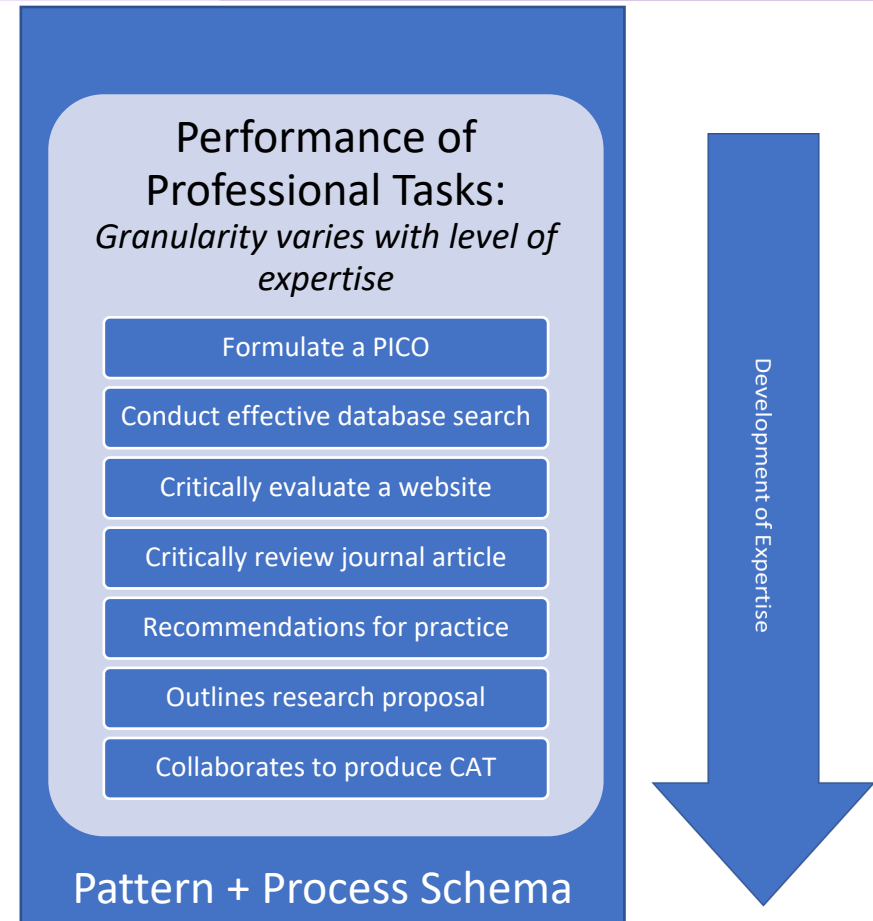 Performance of
Professional Tasks:
Granularity varies with level of
expertise
Formulate a PICO
Conduct effective database search
Critically evaluate a website
Critically review journal article
Recommendations for practice
Outlines research proposal
Collaborates to produce CAT
Pattern + Process Schema
Development of Expertise